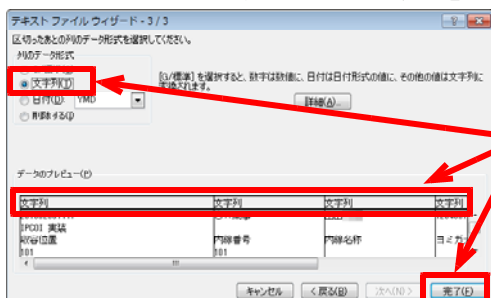 テキスト ファイル ウィザード - 3 / 3
区切ったあとの列のデータ形式を選択してください。
列のデータ形式
文字列(T)
日付(D): YMD
削除する(I)
[G/標準] を選択すると、数字は数値に、日付は日付形式の値に、その他の値は文字列に変換されます。
詳細(A)...
データのプレビュー(P)
文字列 文字列 文字列 文字列
IPCOI 実装
収容位置 内線番号 内線名称 ヨミガ
101 101
キャンセル < 戻る(B) 次へ(N) > 完了(F)